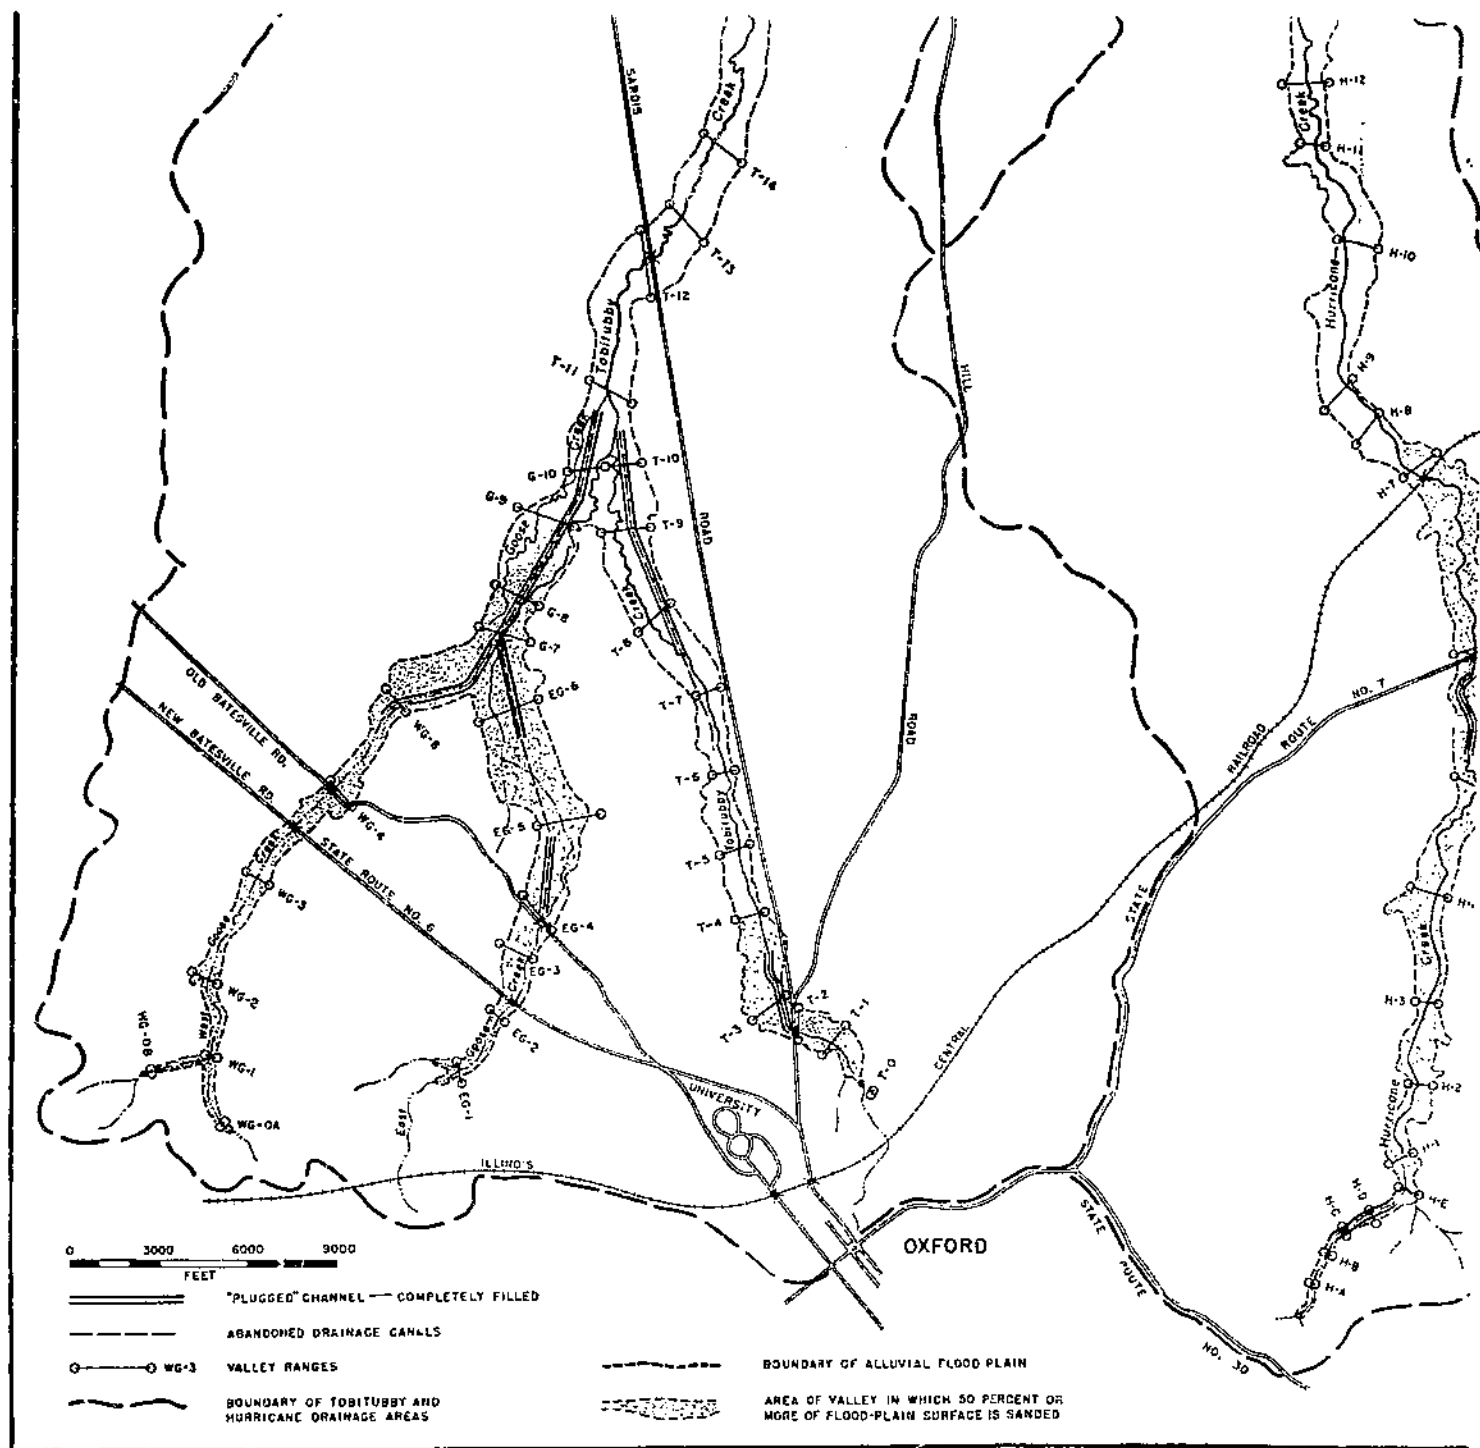 SARDIS
Creek
T-14
T-13
T-12
Tobitubby
T-11
Creek
G-10
T-10
G-9
T-9
Goose
ROAD
Creek
T-8
G-8
G-7
EG-6
T-7
WG-8
OLD BATESVILLE RD.
NEW BATESVILLE RD.
STATE ROUTE NO. 6
WG-4
EG-5
T-6
Tobitubby
T-5
T-4
Creek
WG-3
Goose
EG-4
EG-3
Creek
WG-2
T-2
T-1
T-3
WG-0B
West
WG-1
Goose
EG-2
T-0
EG-1
WG-0A
East
UNIVERSITY
ILLINOIS
CENTRAL
RAILROAD
HILL
ROAD
STATE
ROUTE
NO. 7
H-12
Creek
H-11
H-10
Hurricane
H-9
H-8
H-7
Creek
H-3
H-2
Hurricane
H-1
H-E
H-D
H-C
H-B
H-A
OXFORD
STATE
ROUTE
NO. 30
0 3000 6000 9000
FEET
"PLUGGED" CHANNEL — COMPLETELY FILLED
ABANDONED DRAINAGE CANALS
WG-3 VALLEY RANGES
BOUNDARY OF TOBITUBBY AND
HURRICANE DRAINAGE AREAS
BOUNDARY OF ALLUVIAL FLOOD PLAIN
AREA OF VALLEY IN WHICH 50 PERCENT OR
MORE OF FLOOD-PLAIN SURFACE IS SANDED